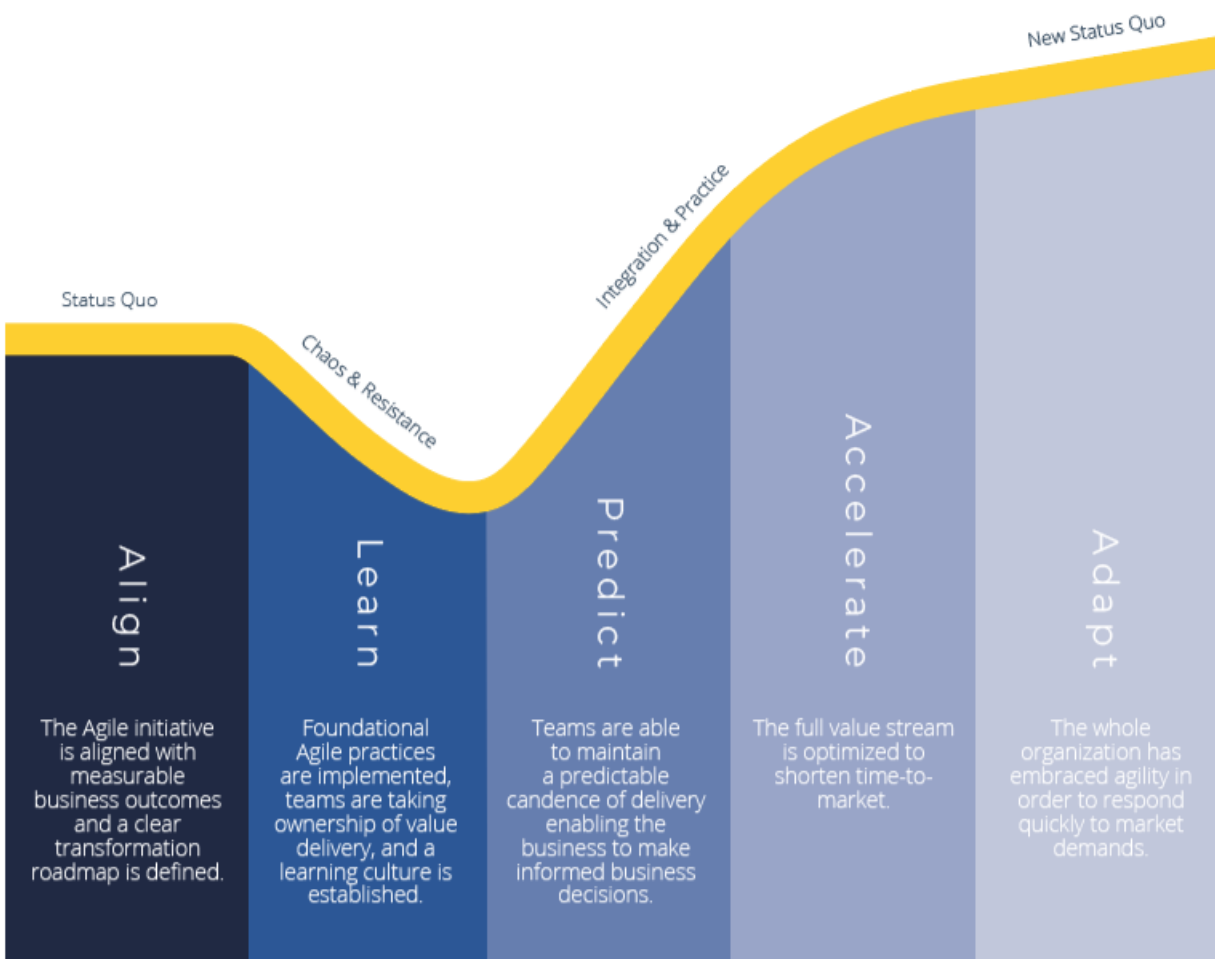 New Status Quo
Integration & Practice
Status Quo
Chaos & Resistance
Align
The Agile initiative
is aligned with
measurable
business outcomes
and a clear
transformation
roadmap is defined.
Learn
Foundational
Agile practices
are implemented,
teams are taking
ownership of value
delivery, and a
learning culture is
established.
Predict
Teams are able
to maintain
a predictable
candence of delivery
enabling the
business to make
informed business
decisions.
Accelerate
The full value stream
is optimized to
shorten time-to-
market.
Adapt
The whole
organization has
embraced agility in
order to respond
quickly to market
demands.